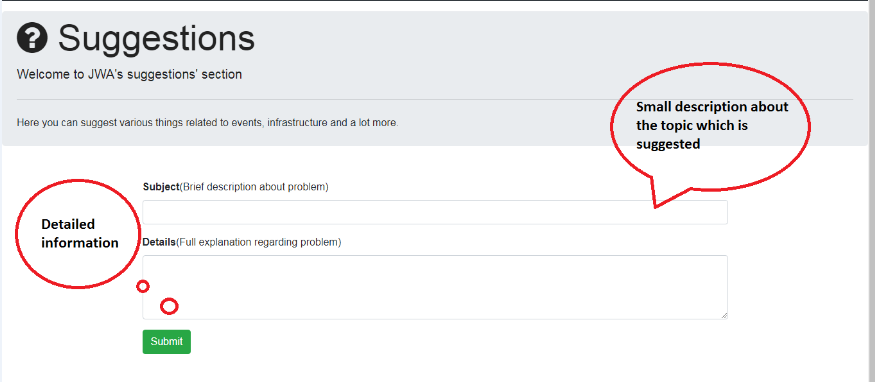 Suggestions
Welcome to JWA's suggestions' section
Here you can suggest various things related to events, infrastructure and a lot more.
Small description about
the topic which is
suggested
Subject(Brief description about problem)
Detailed
information
Details(Full explanation regarding problem)
Submit